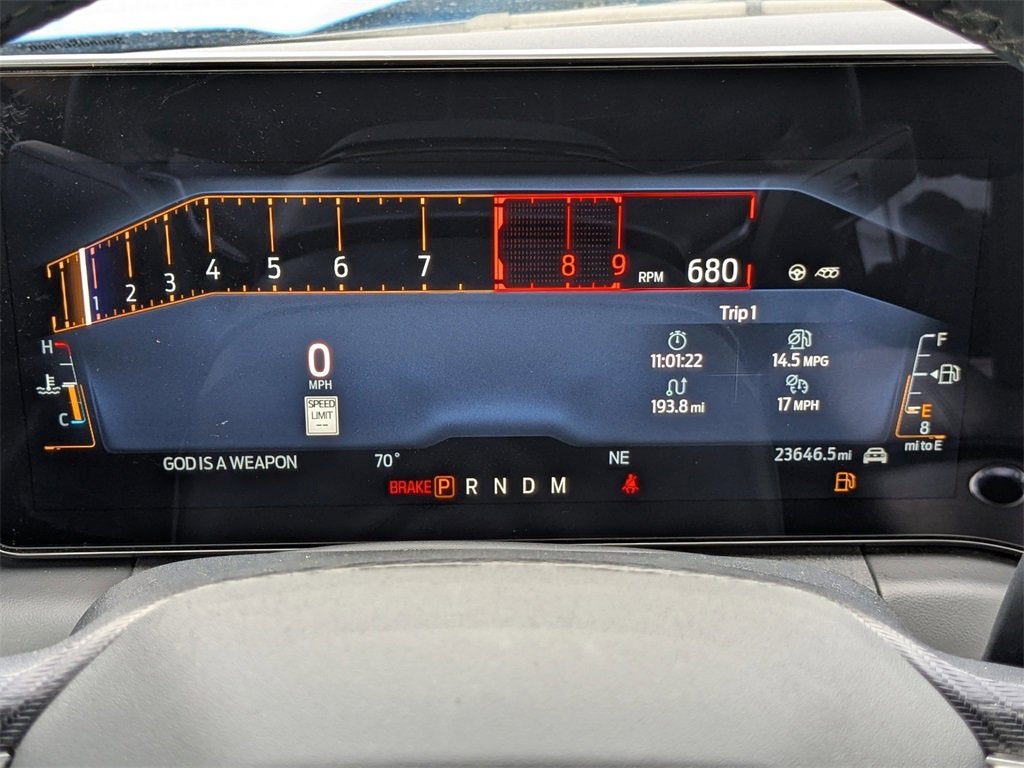 1 2 3 4 5 6 7 8 9 RPM 680
Trip 1
H
0
MPH
11:01:22 14.5 MPG
F
SPEED
LIMIT
--
C
193.8 mi 17 MPH
E
8
mi to E
GOD IS A WEAPON 70° NE 23646.5 mi
BRAKE P R N D M